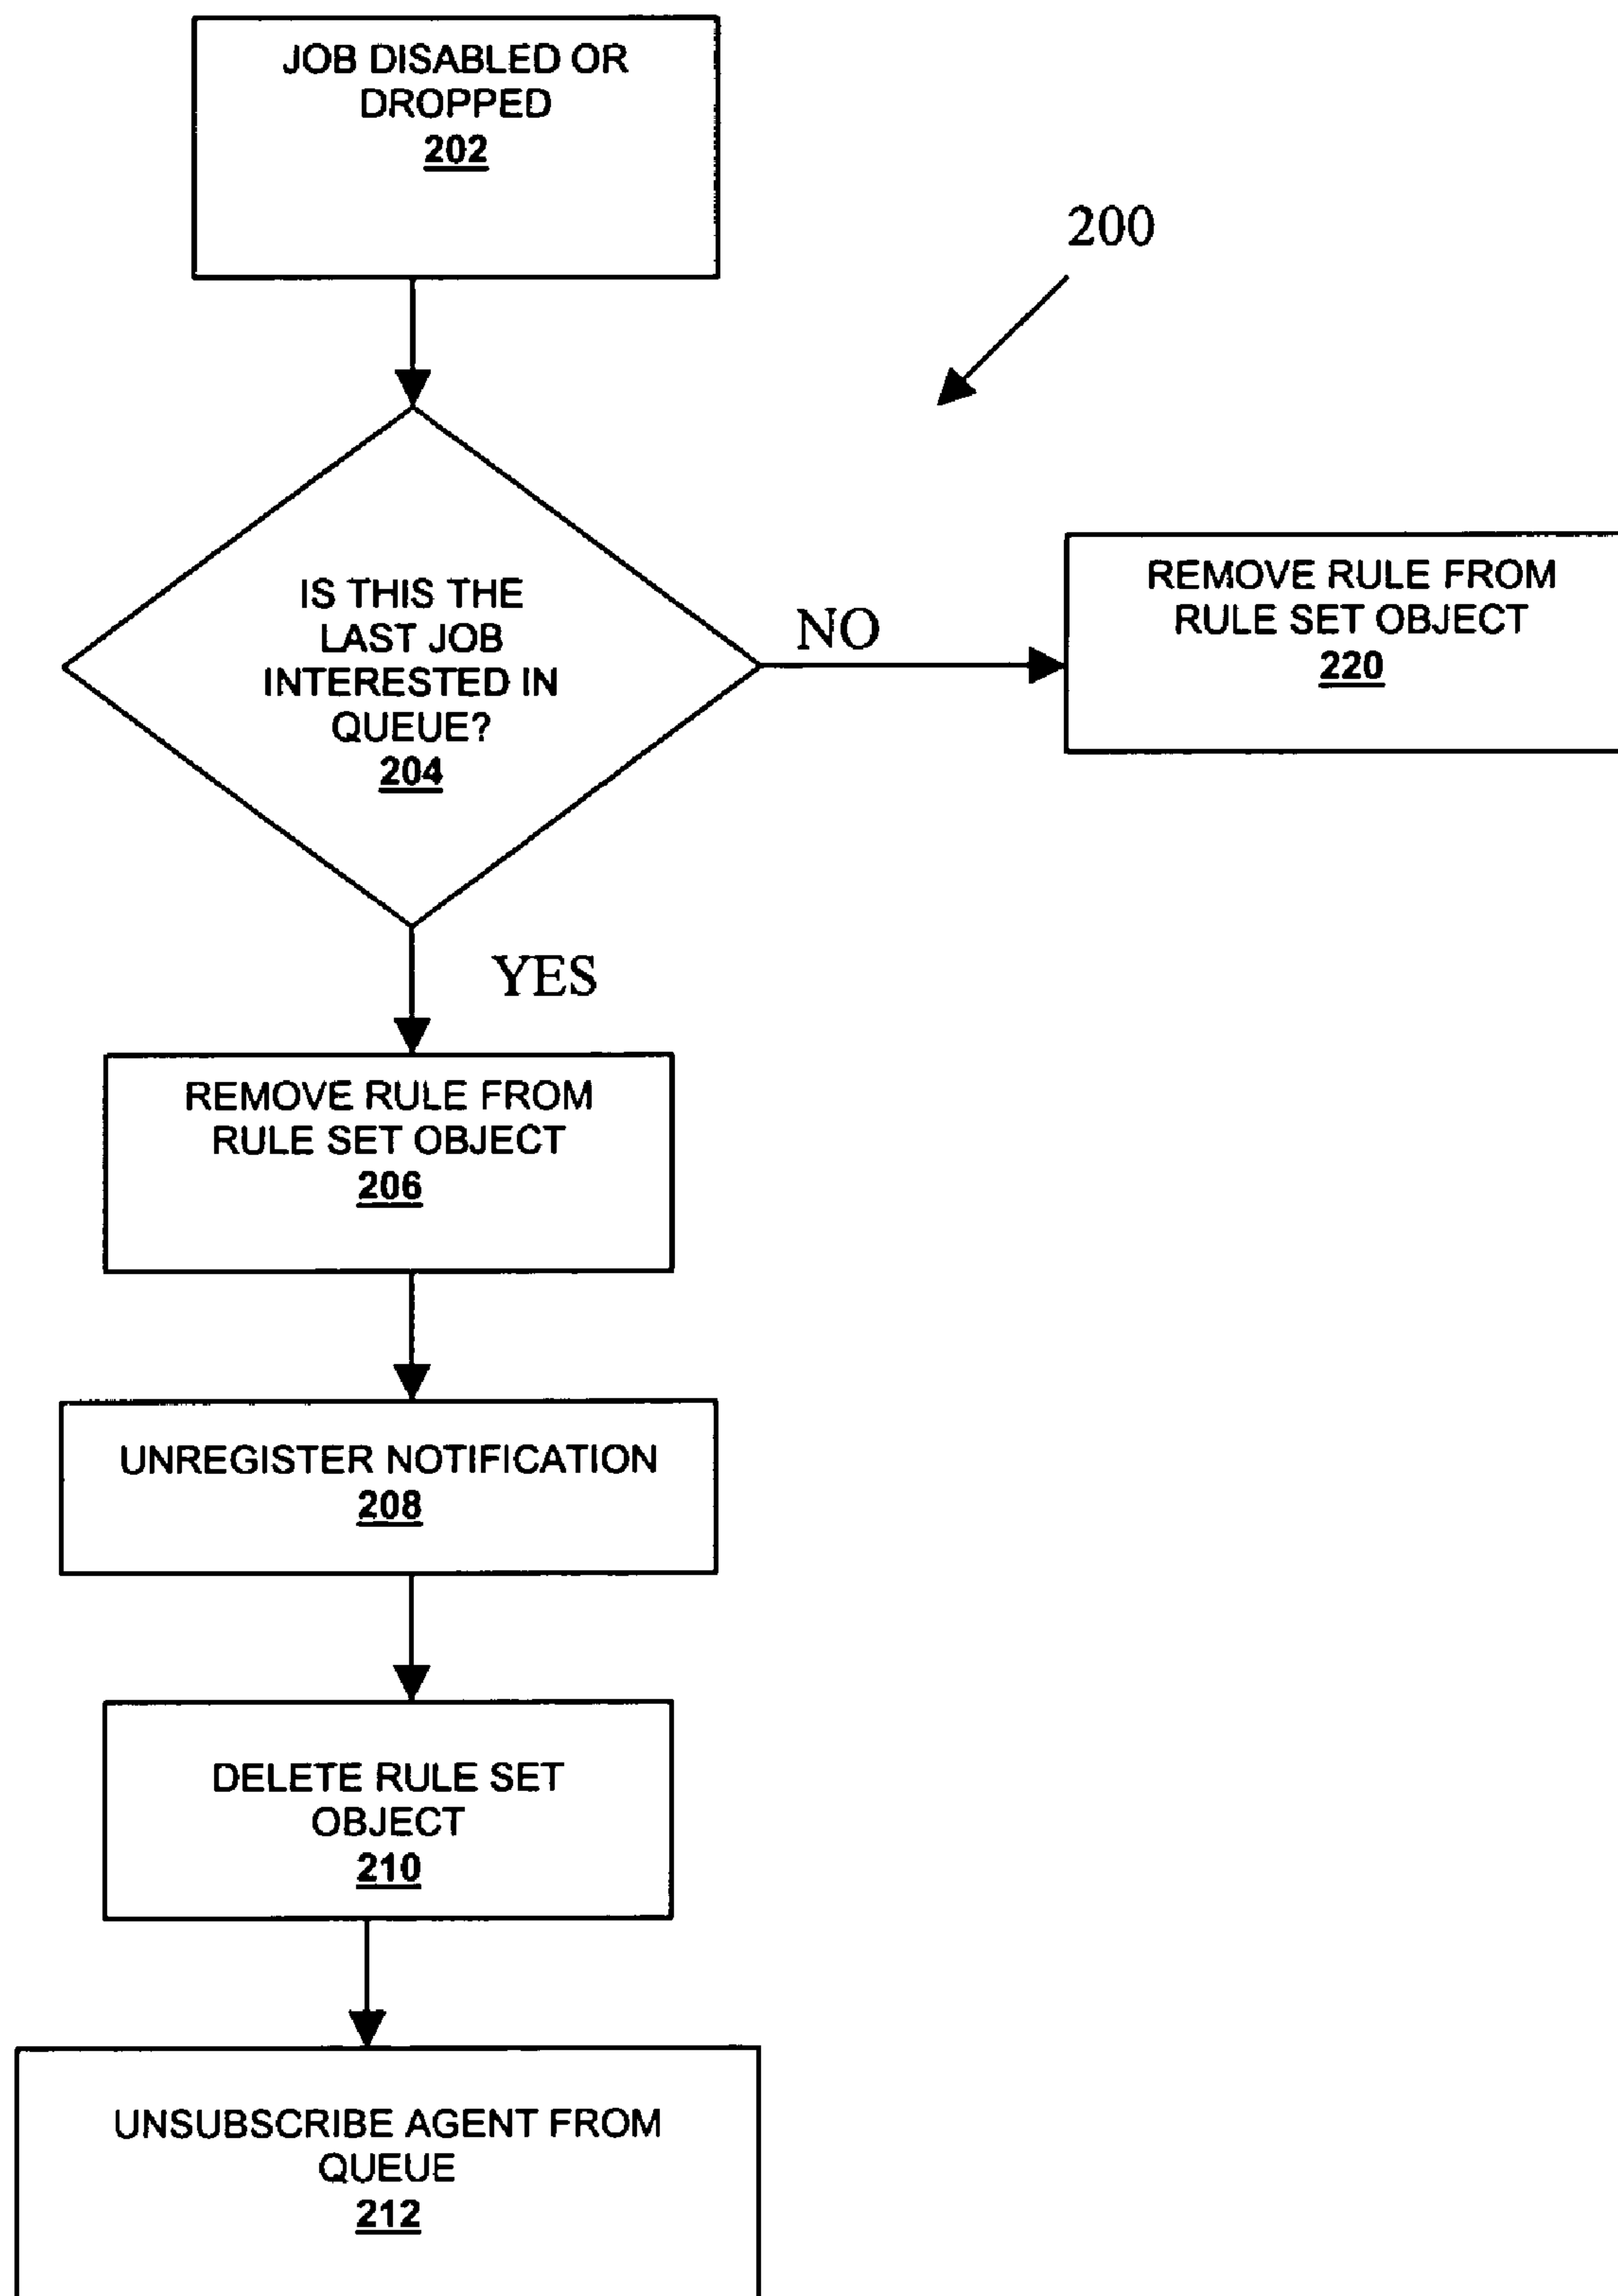 JOB DISABLED OR
DROPPED
202
200
IS THIS THE
LAST JOB
INTERESTED IN
QUEUE?
204
NO
REMOVE RULE FROM
RULE SET OBJECT
220
YES
REMOVE RULE FROM
RULE SET OBJECT
206
UNREGISTER NOTIFICATION
208
DELETE RULE SET
OBJECT
210
UNSUBSCRIBE AGENT FROM
QUEUE
212